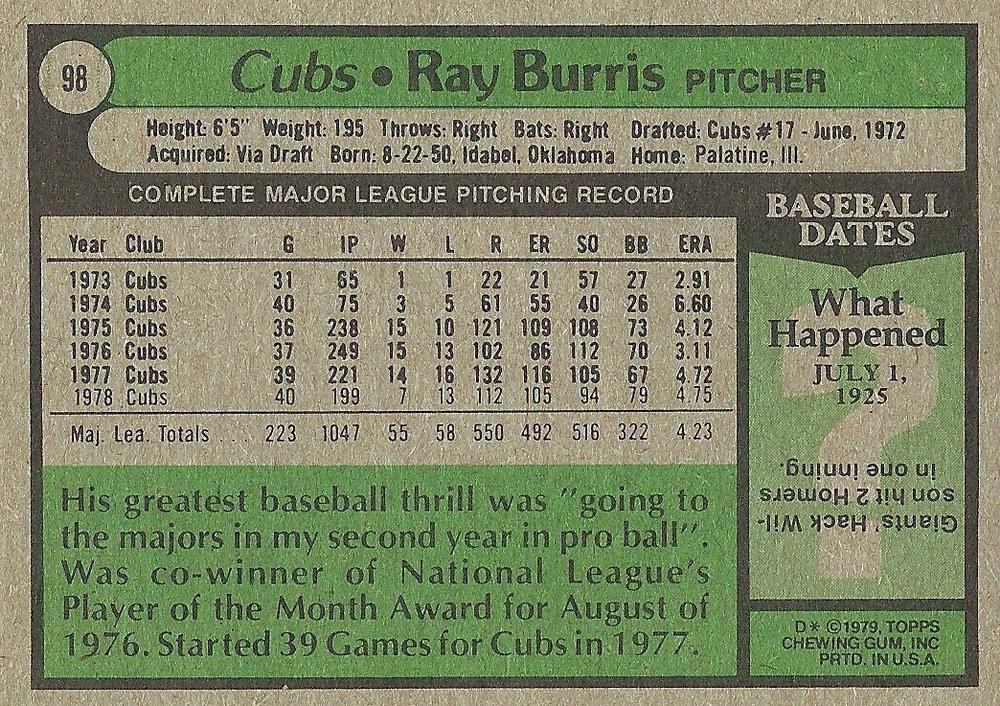 98
Cubs • Ray Burris PITCHER
Height: 6'5" Weight: 195 Throws: Right Bats: Right Drafted: Cubs #17 - June, 1972
Acquired: Via Draft Born: 8-22-50, Idabel, Oklahoma Home: Palatine, Ill.
COMPLETE MAJOR LEAGUE PITCHING RECORD
Year Club G IP W L R ER SO BB ERA
1973 Cubs 31 65 1 1 22 21 57 27 2.91
1974 Cubs 40 75 3 5 61 55 40 26 6.60
1975 Cubs 36 238 15 10 121 109 108 73 4.12
1976 Cubs 37 249 15 13 102 86 112 70 3.11
1977 Cubs 39 221 14 16 132 116 105 67 4.72
1978 Cubs 40 199 7 13 112 105 94 79 4.75
Maj. Lea. Totals ... 223 1047 55 58 550 492 516 322 4.23
His greatest baseball thrill was "going to
the majors in my second year in pro ball".
Was co-winner of National League's
Player of the Month Award for August of
1976. Started 39 Games for Cubs in 1977.
BASEBALL
DATES
?
What
Happened
JULY 1,
1925
Giants' Hack Wil-
son hit 2 Homers
in one inning.
D* ©1979, TOPPS
CHEWING GUM, INC
PRTD. IN U.S.A.